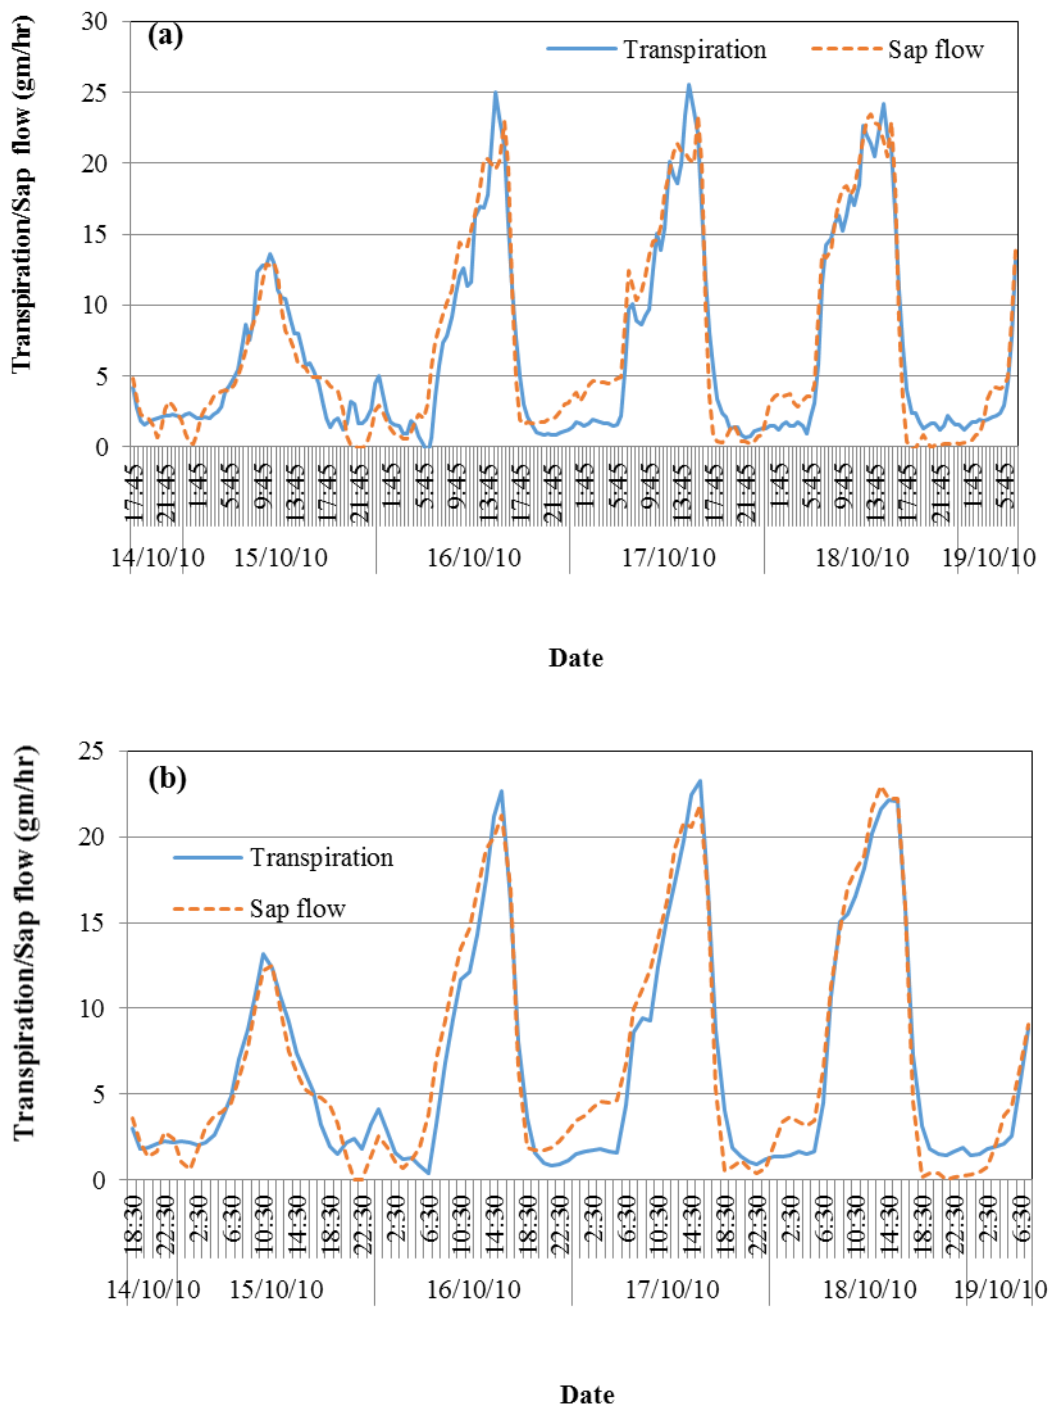 (a)
Transpiration/Sap flow (gm/hr)
Transpiration Sap flow
30
25
20
15
10
5
0
17:45 21:45 1:45 5:45 9:45 13:45 17:45 21:45 1:45 5:45 9:45 13:45 17:45 21:45 1:45 5:45 9:45 13:45 17:45 21:45 1:45 5:45 9:45 13:45 17:45 21:45 1:45 5:45
14/10/10 15/10/10 16/10/10 17/10/10 18/10/10 19/10/10
Date
(b)
Transpiration/Sap flow (gm/hr)
Transpiration
Sap flow
25
20
15
10
5
0
18:30 22:30 2:30 6:30 10:30 14:30 18:30 22:30 2:30 6:30 10:30 14:30 18:30 22:30 2:30 6:30 10:30 14:30 18:30 22:30 2:30 6:30 10:30 14:30 18:30 22:30 2:30 6:30
14/10/10 15/10/10 16/10/10 17/10/10 18/10/10 19/10/10
Date